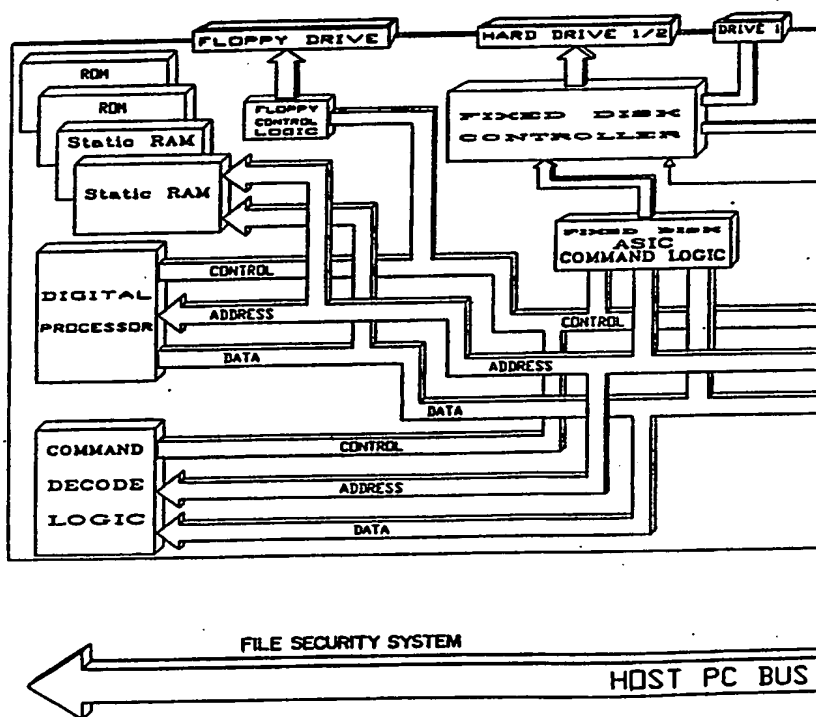 FLOPPY DRIVE
HARD DRIVE 1/2
DRIVE 1
ROM
ROM
Static RAM
Static RAM
FLOPPY
CONTROL
LOGIC
FIXED DISK
CONTROLLER
FIXED DISK
ASIC
COMMAND LOGIC
DIGITAL
PROCESSOR
CONTROL
ADDRESS
DATA
CONTROL
ADDRESS
DATA
COMMAND
DECODE
LOGIC
CONTROL
ADDRESS
DATA
FILE SECURITY SYSTEM
HOST PC BUS